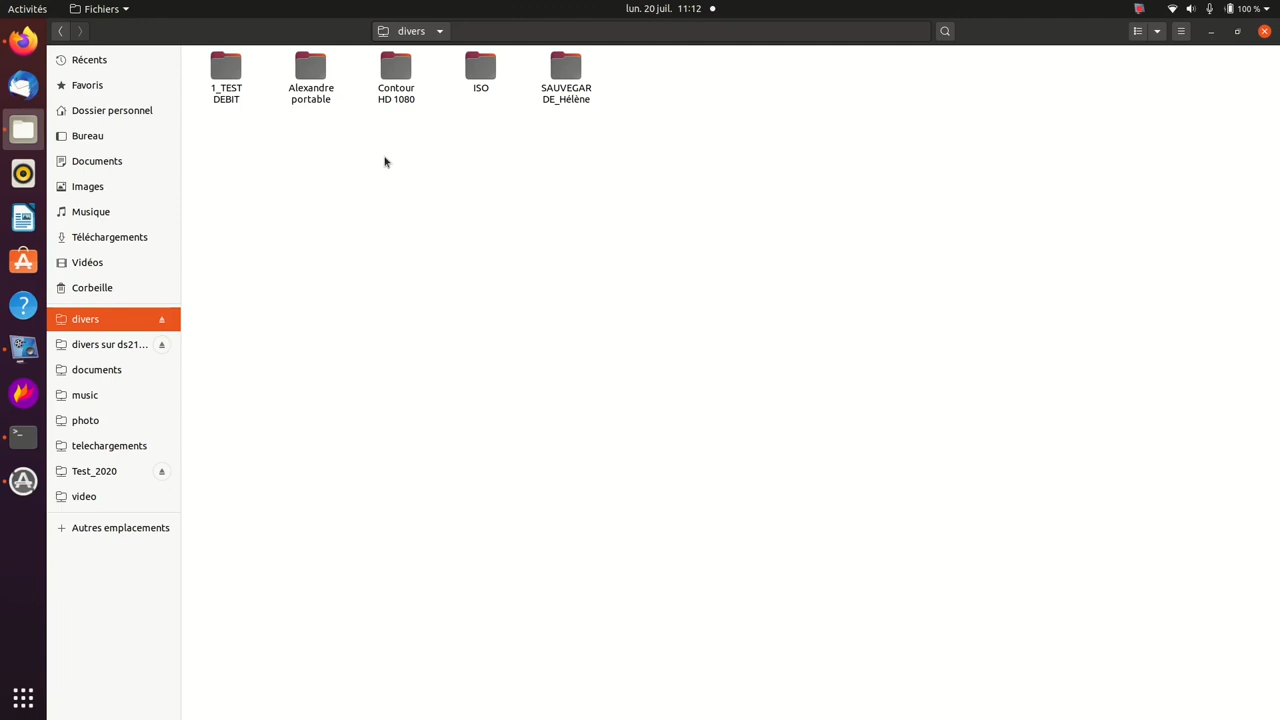 Activités
Fichiers
lun. 20 juil. 11:12
100 %
divers
Récents
Favoris
Dossier personnel
Bureau
Documents
Images
Musique
Téléchargements
Vidéos
Corbeille
divers
divers sur ds21...
documents
music
photo
telechargements
Test_2020
video
Autres emplacements
1_TEST
DEBIT
Alexandre
portable
Contour
HD 1080
ISO
SAUVEGAR
DE_Hélène